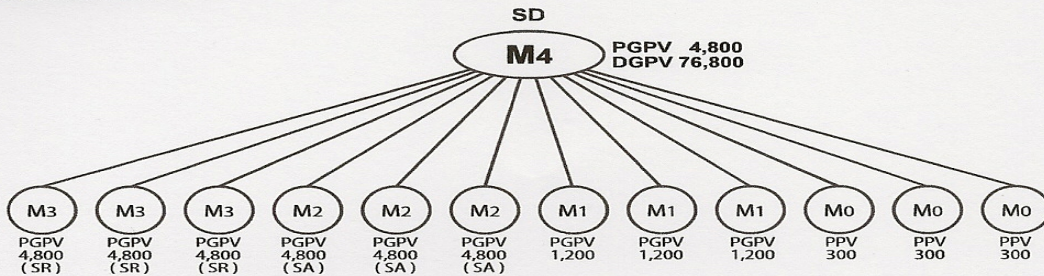 SD
M4
PGPV 4,800
DGPV 76,800
M3 M3 M3 M2 M2 M2 M1 M1 M1 M0 M0 M0
PGPV PGPV PGPV PGPV PGPV PGPV PGPV PGPV PGPV PPV PPV PPV
4,800 4,800 4,800 4,800 4,800 4,800 1,200 1,200 1,200 300 300 300
(SR) (SR) (SR) (SA) (SA) (SA)